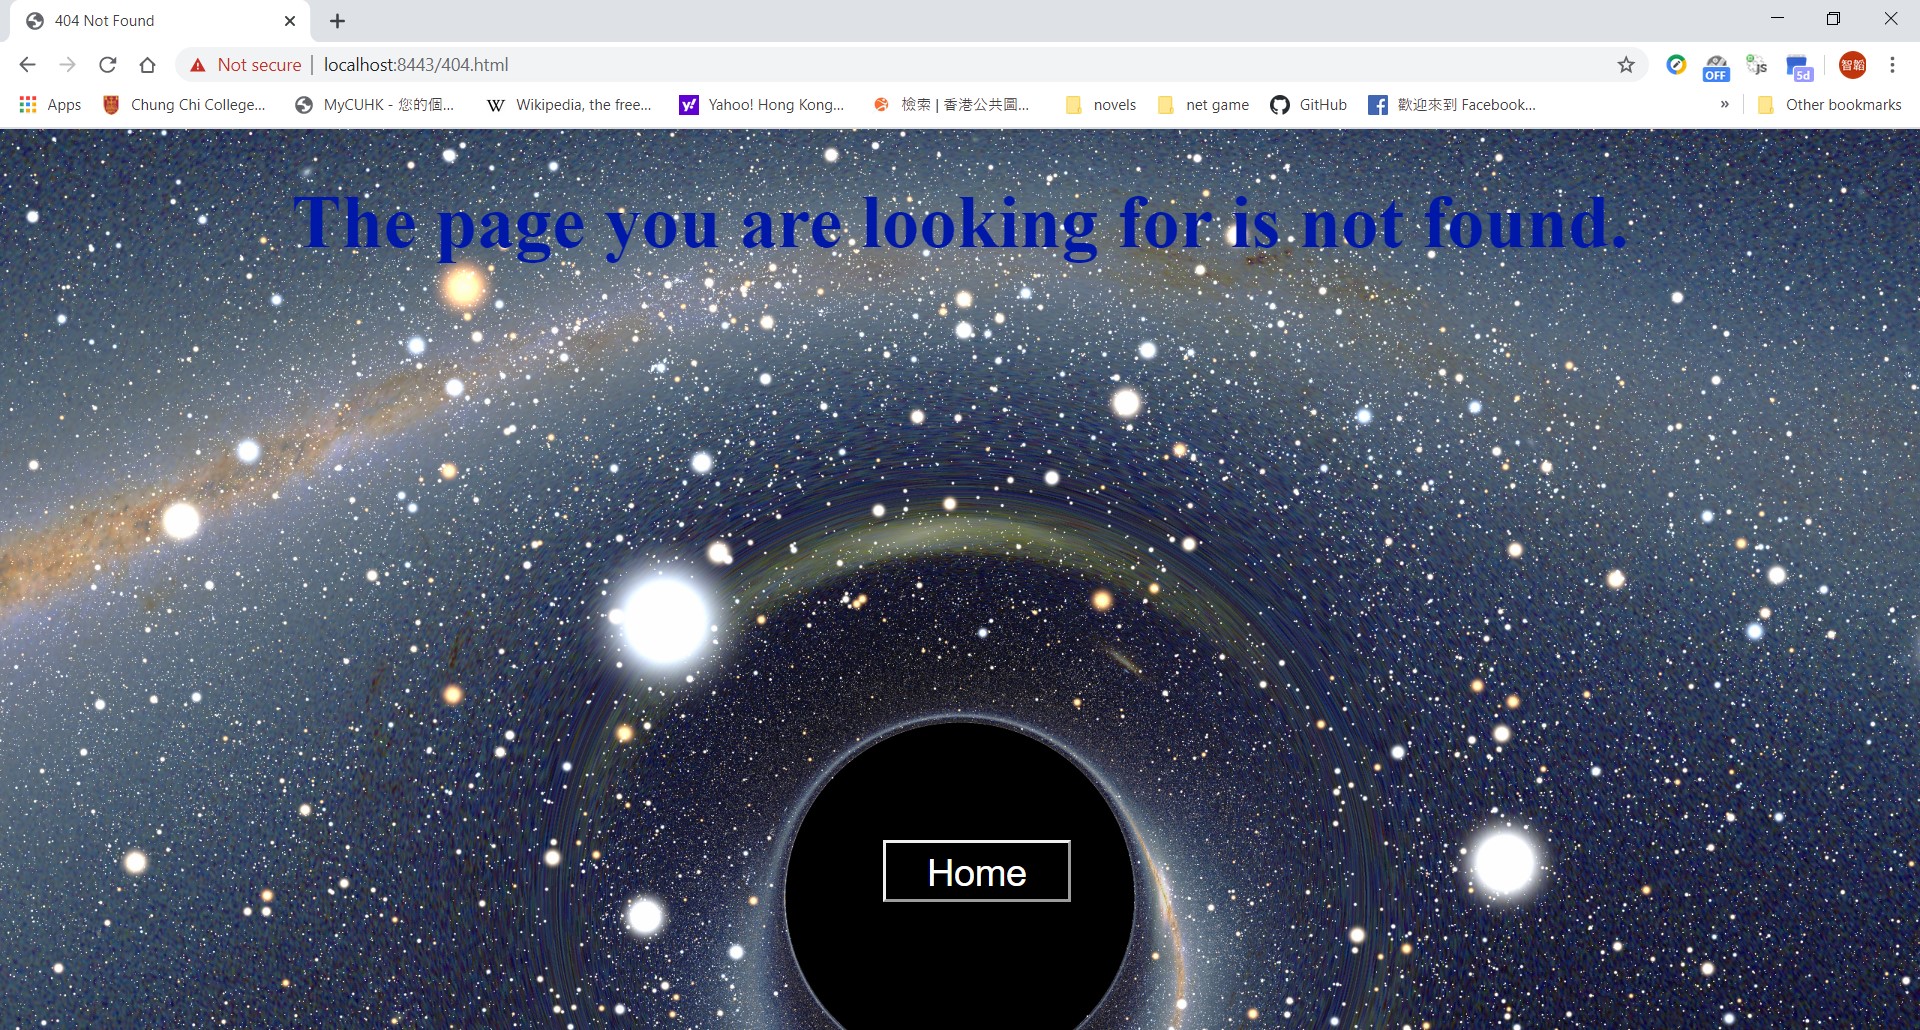 404 Not Found
Not secure
localhost:8443/404.html
OFF
js
5d
智韜
Apps
Chung Chi College...
MyCUHK - 您的個...
W
Wikipedia, the free...
y!
Yahoo! Hong Kong...
檢索 | 香港公共圖...
novels
net game
GitHub
f
歡迎來到 Facebook...
»
Other bookmarks
The page you are looking for is not found.
Home